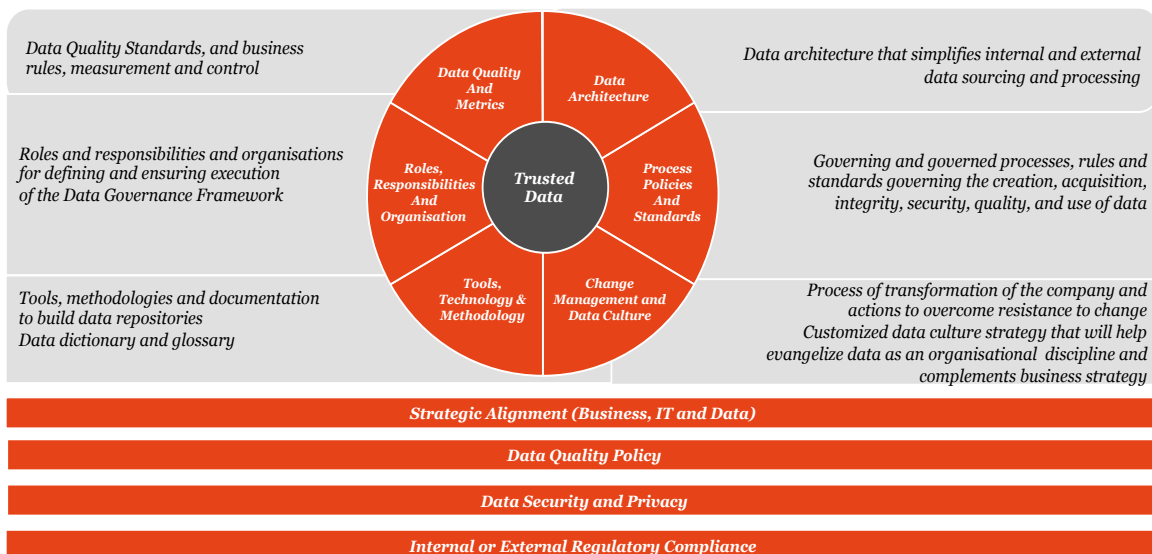 Data Quality Standards, and business
rules, measurement and control
Data Quality
And
Metrics
Data
Architecture
Data architecture that simplifies internal and external
data sourcing and processing
Roles and responsibilities and organisations
for defining and ensuring execution
of the Data Governance Framework
Roles,
Responsibilities
And
Organisation
Trusted
Data
Process
Policies
And
Standards
Governing and governed processes, rules and
standards governing the creation, acquisition,
integrity, security, quality, and use of data
Tools, methodologies and documentation
to build data repositories
Data dictionary and glossary
Tools,
Technology &
Methodology
Change
Management and
Data Culture
Process of transformation of the company and
actions to overcome resistance to change
Customized data culture strategy that will help
evangelize data as an organisational discipline and
complements business strategy
Strategic Alignment (Business, IT and Data)
Data Quality Policy
Data Security and Privacy
Internal or External Regulatory Compliance